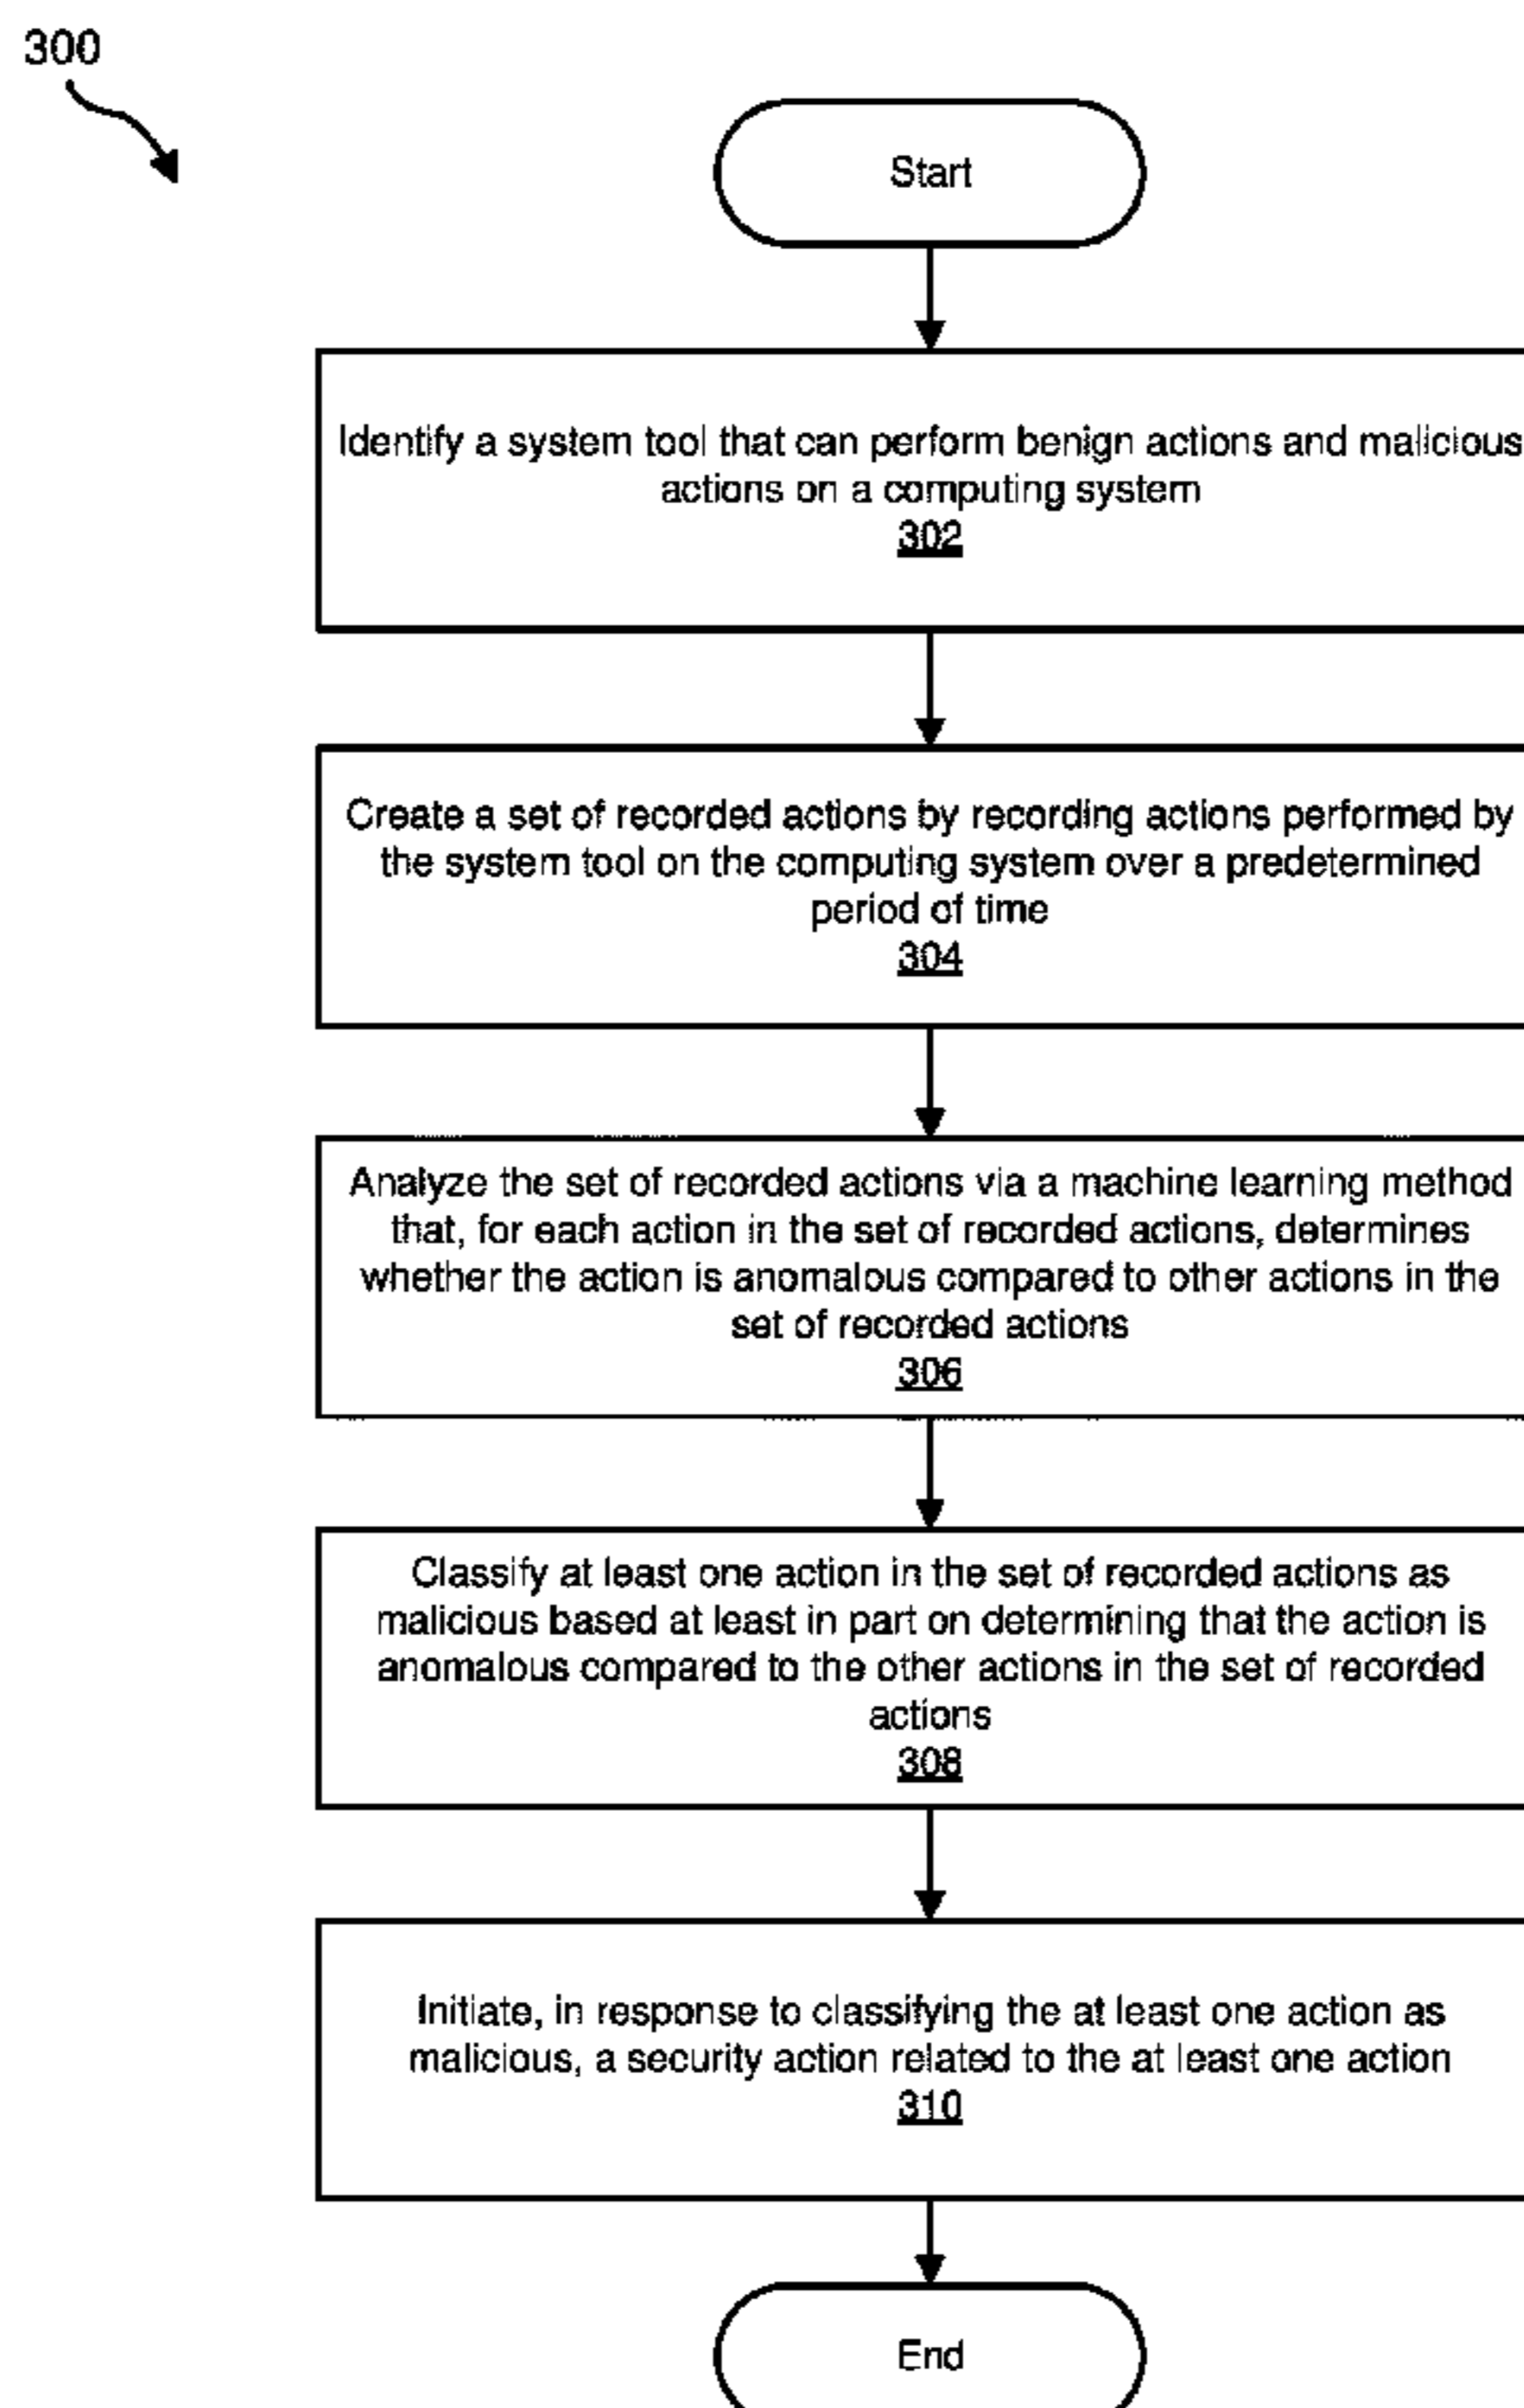 300
Start
Identify a system tool that can perform benign actions and malicious
actions on a computing system
302
Create a set of recorded actions by recording actions performed by
the system tool on the computing system over a predetermined
period of time
304
Analyze the set of recorded actions via a machine learning method
that, for each action in the set of recorded actions, determines
whether the action is anomalous compared to other actions in the
set of recorded actions
306
Classify at least one action in the set of recorded actions as
malicious based at least in part on determining that the action is
anomalous compared to the other actions in the set of recorded
actions
308
Initiate, in response to classifying the at least one action as
malicious, a security action related to the at least one action
310
End